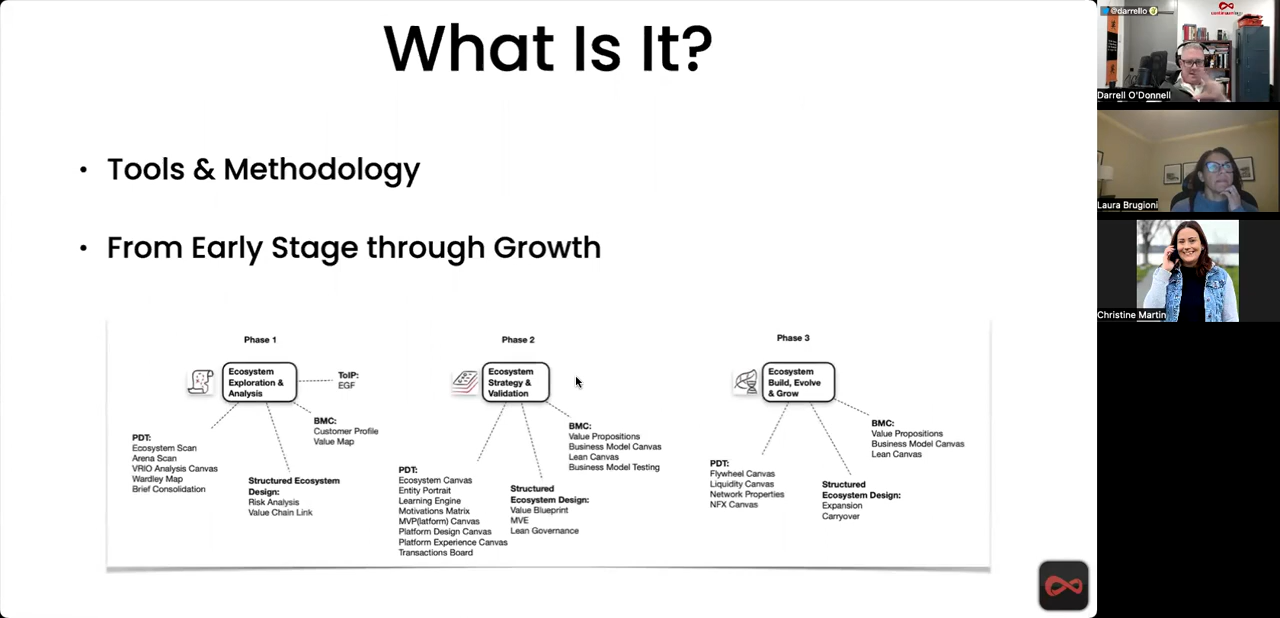 What Is It?
• Tools & Methodology
• From Early Stage through Growth
Phase 1
Ecosystem
Exploration &
Analysis
ToIP:
EGF
BMC:
Customer Profile
Value Map
PDT:
Ecosystem Scan
Arena Scan
VRIO Analysis Canvas
Wardley Map
Brief Consolidation
Structured Ecosystem
Design:
Risk Analysis
Value Chain Link
Phase 2
Ecosystem
Strategy &
Validation
BMC:
Value Propositions
Business Model Canvas
Lean Canvas
Business Model Testing
PDT:
Ecosystem Canvas
Entity Portrait
Learning Engine
Motivations Matrix
MVP(latform) Canvas
Platform Design Canvas
Platform Experience Canvas
Transactions Board
Structured
Ecosystem Design:
Value Blueprint
MVE
Lean Governance
Phase 3
Ecosystem
Build, Evolve
& Grow
BMC:
Value Propositions
Business Model Canvas
Lean Canvas
PDT:
Flywheel Canvas
Liquidity Canvas
Network Properties
NFX Canvas
Structured
Ecosystem Design:
Expansion
Carryover
@darrello
Darrell O'Donnell
Laura Brugioni
Christine Martin